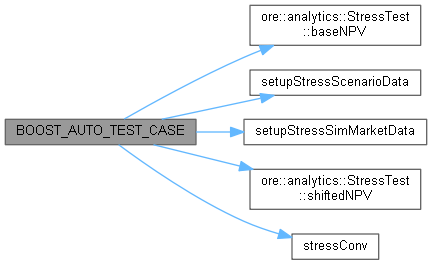 ore::analytics::StressTest
::baseNPV
setupStressScenarioData
BOOST_AUTO_TEST_CASE
setupStressSimMarketData
ore::analytics::StressTest
::shiftedNPV
stressConv